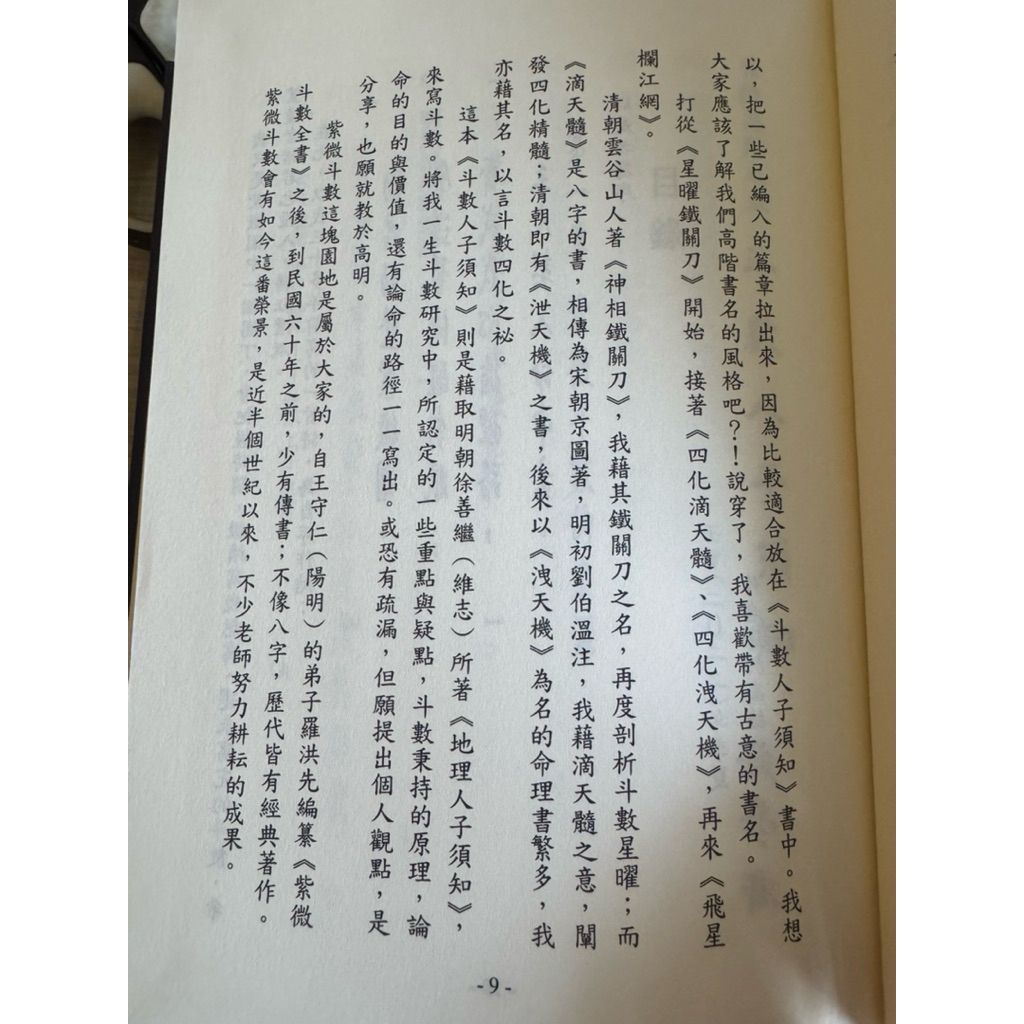 以，把一些已編入的篇章拉出來，因為比較適合放在《斗數人子須知》書中。我想
大家應該了解我們高階書名的風格吧？！說穿了，我喜歡帶有古意的書名。
打從《星曜鐵關刀》開始，接著《四化滴天髓》、《四化洩天機》，再來《飛星
欄江網》。
清朝雲谷山人著《神相鐵關刀》，我藉其鐵關刀之名，再度剖析斗數星曜；而
《滴天髓》是八字的書，相傳為宋朝京圖著，明初劉伯溫注，我藉滴天髓之意，闡
發四化精髓；清朝即有《泄天機》之書，後來以《洩天機》為名的命理書繁多，我
亦藉其名，以言斗數四化之祕。
這本《斗數人子須知》則是藉取明朝徐善繼（維志）所著《地理人子須知》，
來寫斗數。將我一生斗數研究中，所認定的一些重點與疑點，斗數秉持的原理，論
命的目的與價值，還有論命的路徑一一寫出。或恐有疏漏，但願提出個人觀點，是
分享，也願就教於高明。
紫微斗數這塊園地是屬於大家的，自王守仁（陽明）的弟子羅洪先編纂《紫微
斗數全書》之後，到民國六十年之前，少有傳書；不像八字，歷代皆有經典著作。
紫微斗數會有如今這番榮景，是近半個世紀以來，不少老師努力耕耘的成果。
- 9 -